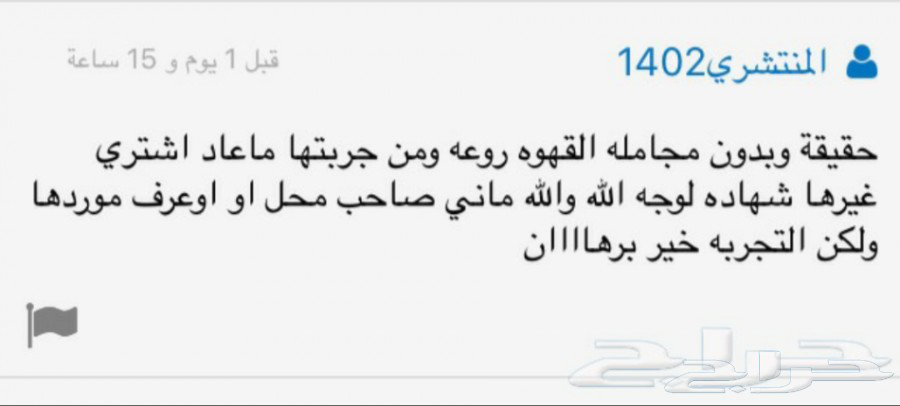 المنتشري1402
قبل 1 يوم و 15 ساعة
حقيقة وبدون مجامله القهوه روعه ومن جربتها ماعاد اشتري
غيرها شهاده لوجه الله والله ماني صاحب محل او اوعرف موردها
ولكن التجربه خير برهاااان
حراج
حراج